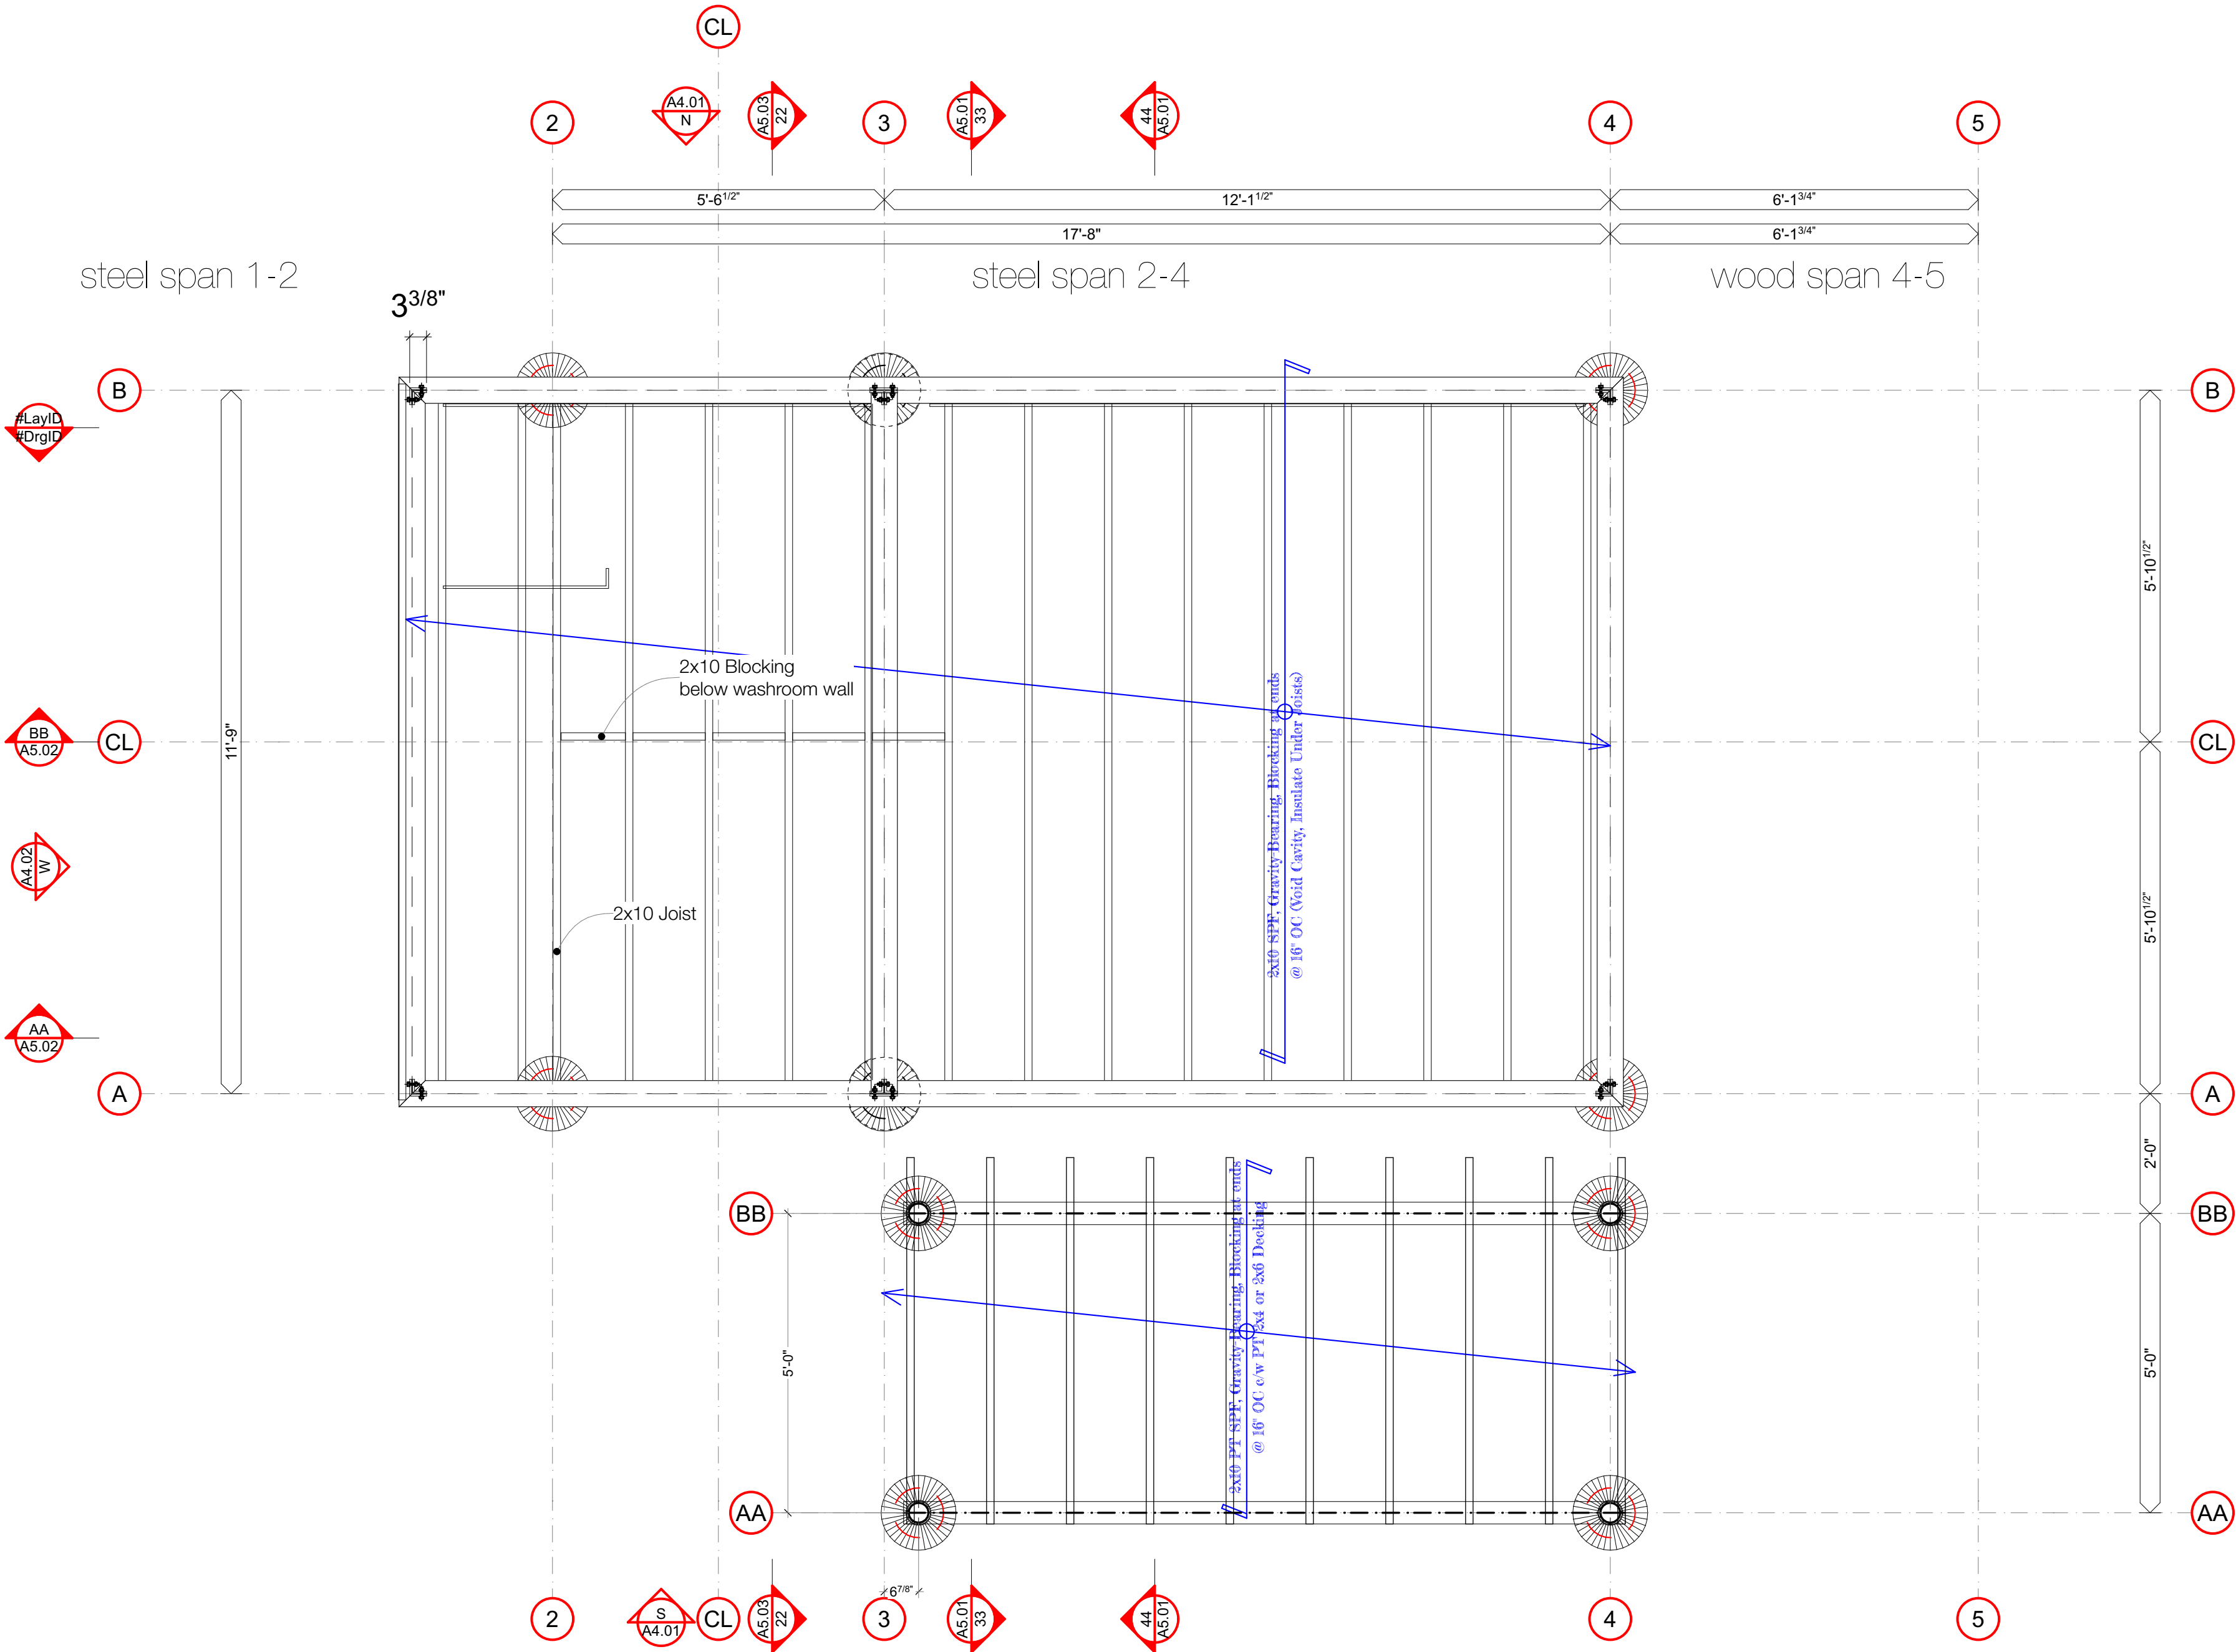 CL
A4.01
N
A5.03
22
A5.01
33
44
A5.01
2
3
4
5
5'-6 1/2"
12'-1 1/2"
6'-1 3/4"
17'-8"
6'-1 3/4"
steel span 1-2
steel span 2-4
wood span 4-5
3 3/8"
B
B
#LayID
#DrgID
5'-10 1/2"
2x10 Blocking
below washroom wall
11'-9"
BB
A5.02
CL
CL
2x10 SPF, Gravity-Bearing, Blocking at ends
@ 16" OC (Void Cavity, Insulate Under Joists)
A4.02
W
2x10 Joist
5'-10 1/2"
AA
A5.02
A
A
2'-0"
BB
BB
2x10 PT SPF, Gravity-Bearing, Blocking at ends
@ 16" OC c/w PT 2x4 or 2x6 Decking
5'-0"
5'-0"
AA
AA
6 7/8"
2
S
A4.01
CL
A5.03
22
3
A5.01
33
44
A5.01
4
5